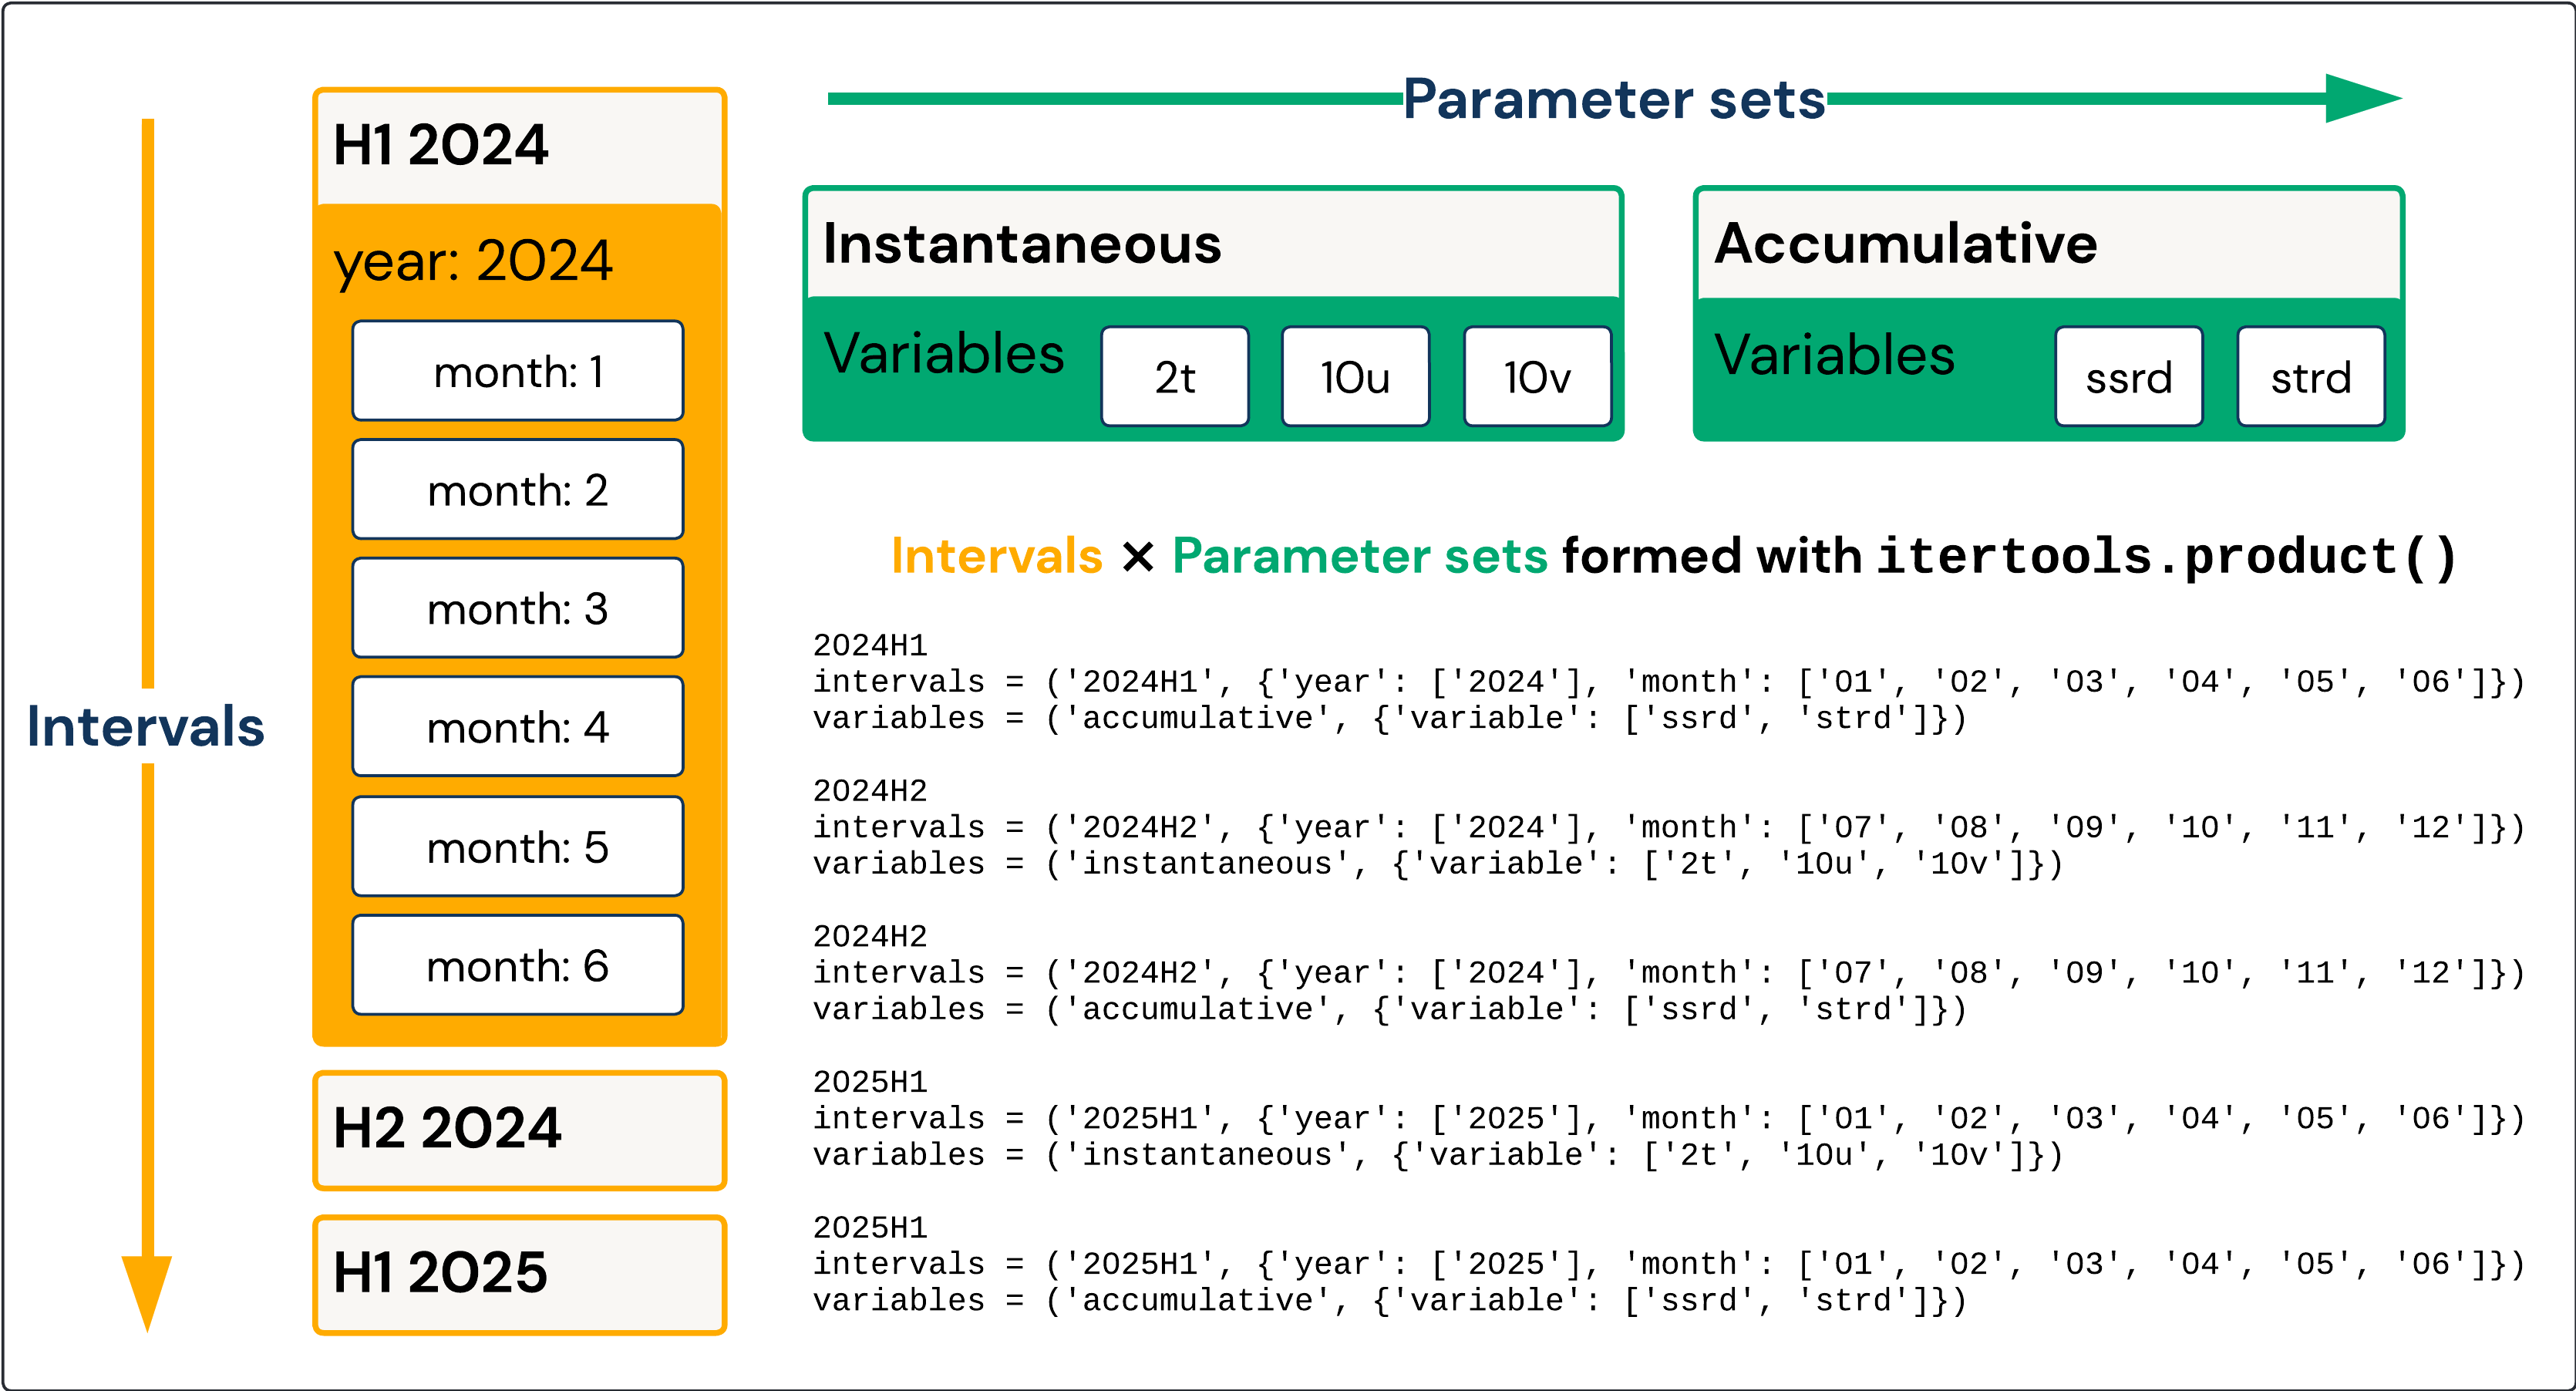 Intervals
H1 2024
year: 2024
month: 1
month: 2
month: 3
month: 4
month: 5
month: 6
H2 2024
H1 2025
Parameter sets
Instantaneous
Variables 2t 10u 10v
Accumulative
Variables ssrd strd
Intervals × Parameter sets formed with itertools.product()
2024H1
intervals = ('2024H1', {'year': ['2024'], 'month': ['01', '02', '03', '04', '05', '06']})
variables = ('accumulative', {'variable': ['ssrd', 'strd']})
2024H2
intervals = ('2024H2', {'year': ['2024'], 'month': ['07', '08', '09', '10', '11', '12']})
variables = ('instantaneous', {'variable': ['2t', '10u', '10v']})
2024H2
intervals = ('2024H2', {'year': ['2024'], 'month': ['07', '08', '09', '10', '11', '12']})
variables = ('accumulative', {'variable': ['ssrd', 'strd']})
2025H1
intervals = ('2025H1', {'year': ['2025'], 'month': ['01', '02', '03', '04', '05', '06']})
variables = ('instantaneous', {'variable': ['2t', '10u', '10v']})
2025H1
intervals = ('2025H1', {'year': ['2025'], 'month': ['01', '02', '03', '04', '05', '06']})
variables = ('accumulative', {'variable': ['ssrd', 'strd']})